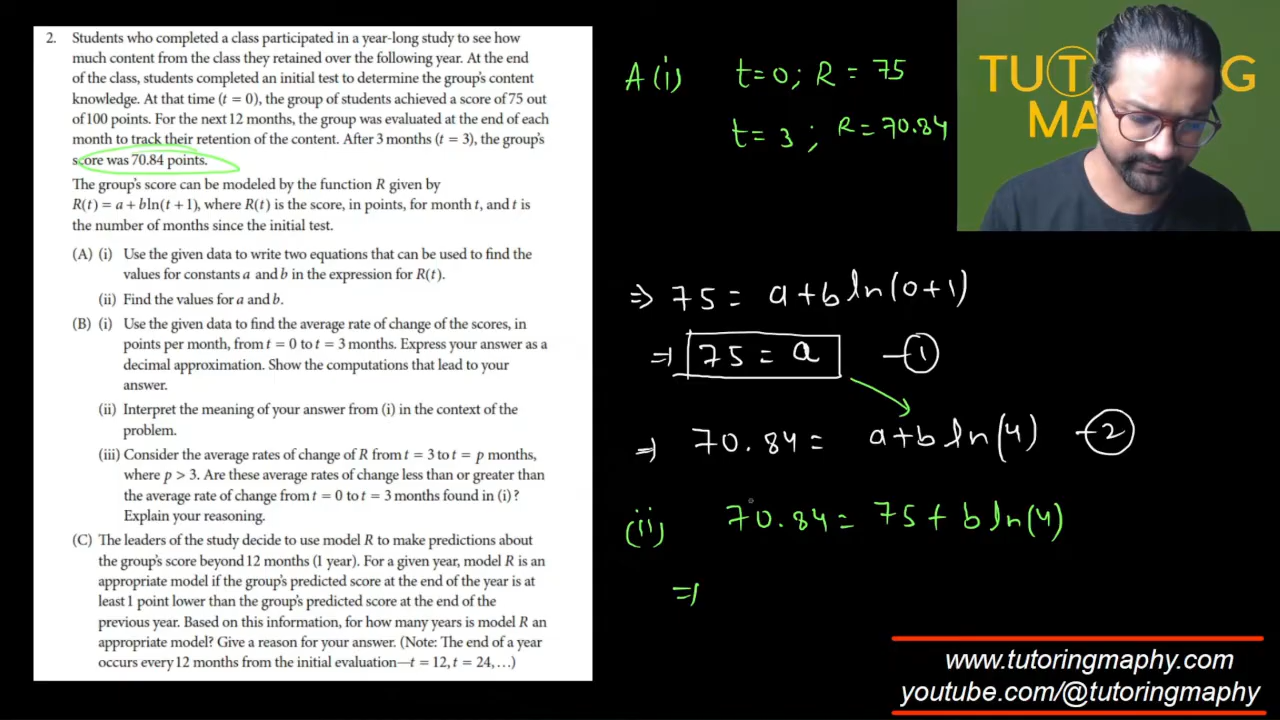 2. Students who completed a class participated in a year-long study to see how
much content from the class they retained over the following year. At the end
of the class, students completed an initial test to determine the group's content
knowledge. At that time (t = 0), the group of students achieved a score of 75 out
of 100 points. For the next 12 months, the group was evaluated at the end of each
month to track their retention of the content. After 3 months (t = 3), the group's
score was 70.84 points.
The group's score can be modeled by the function R given by
R(t) = a + b ln(t + 1), where R(t) is the score, in points, for month t, and t is
the number of months since the initial test.
(A) (i) Use the given data to write two equations that can be used to find the
values for constants a and b in the expression for R(t).
(ii) Find the values for a and b.
(B) (i) Use the given data to find the average rate of change of the scores, in
points per month, from t = 0 to t = 3 months. Express your answer as a
decimal approximation. Show the computations that lead to your
answer.
(ii) Interpret the meaning of your answer from (i) in the context of the
problem.
(iii) Consider the average rates of change of R from t = 3 to t = p months,
where p > 3. Are these average rates of change less than or greater than
the average rate of change from t = 0 to t = 3 months found in (i)?
Explain your reasoning.
(C) The leaders of the study decide to use model R to make predictions about
the group's score beyond 12 months (1 year). For a given year, model R is an
appropriate model if the group's predicted score at the end of the year is at
least 1 point lower than the group's predicted score at the end of the
previous year. Based on this information, for how many years is model R an
appropriate model? Give a reason for your answer. (Note: The end of a year
occurs every 12 months from the initial evaluation—t = 12, t = 24, …)
A(i) t=0; R = 75
t = 3; R=70.84
⇒ 75 = a+b ln(0+1)
⇒ 75 = a —①
⇒ 70.84 = a+b ln(4) —②
(ii) 70.84 = 75 + b ln(4)
⇒
www.tutoringmaphy.com
youtube.com/@tutoringmaphy